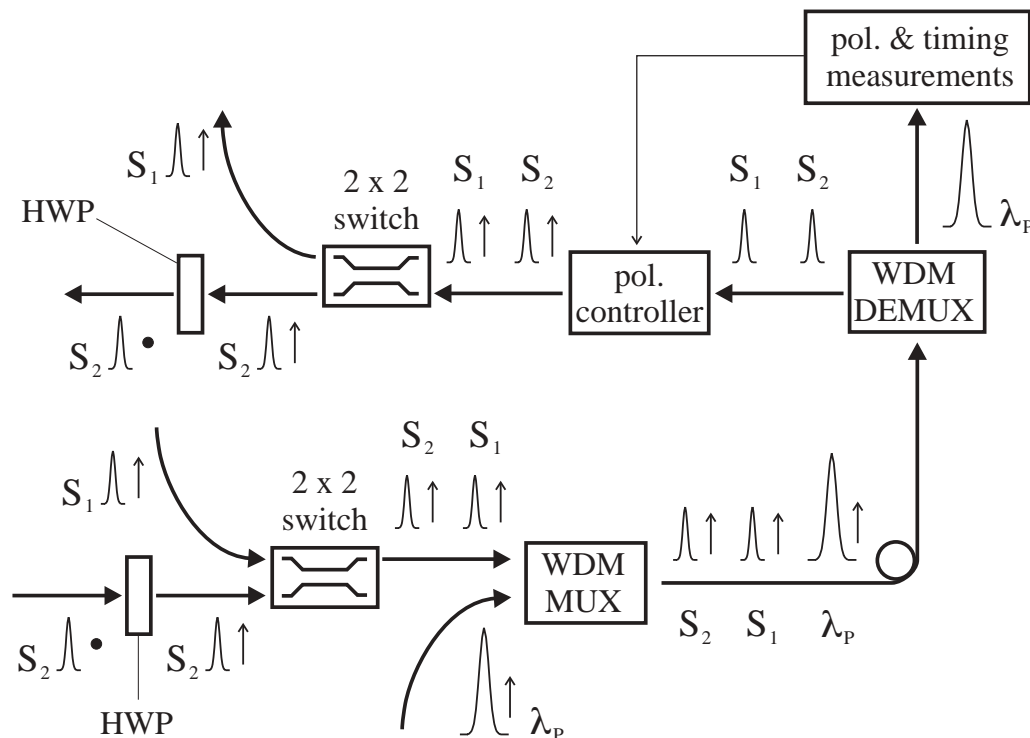 pol. & timing
measurements
S₁
HWP
2 x 2
switch
S₁ S₂
S₁ S₂
λP
pol.
controller
WDM
DEMUX
S₂
S₂
S₁
2 x 2
switch
S₂ S₁
WDM
MUX
S₂
S₂
S₂ S₁ λP
HWP
λP